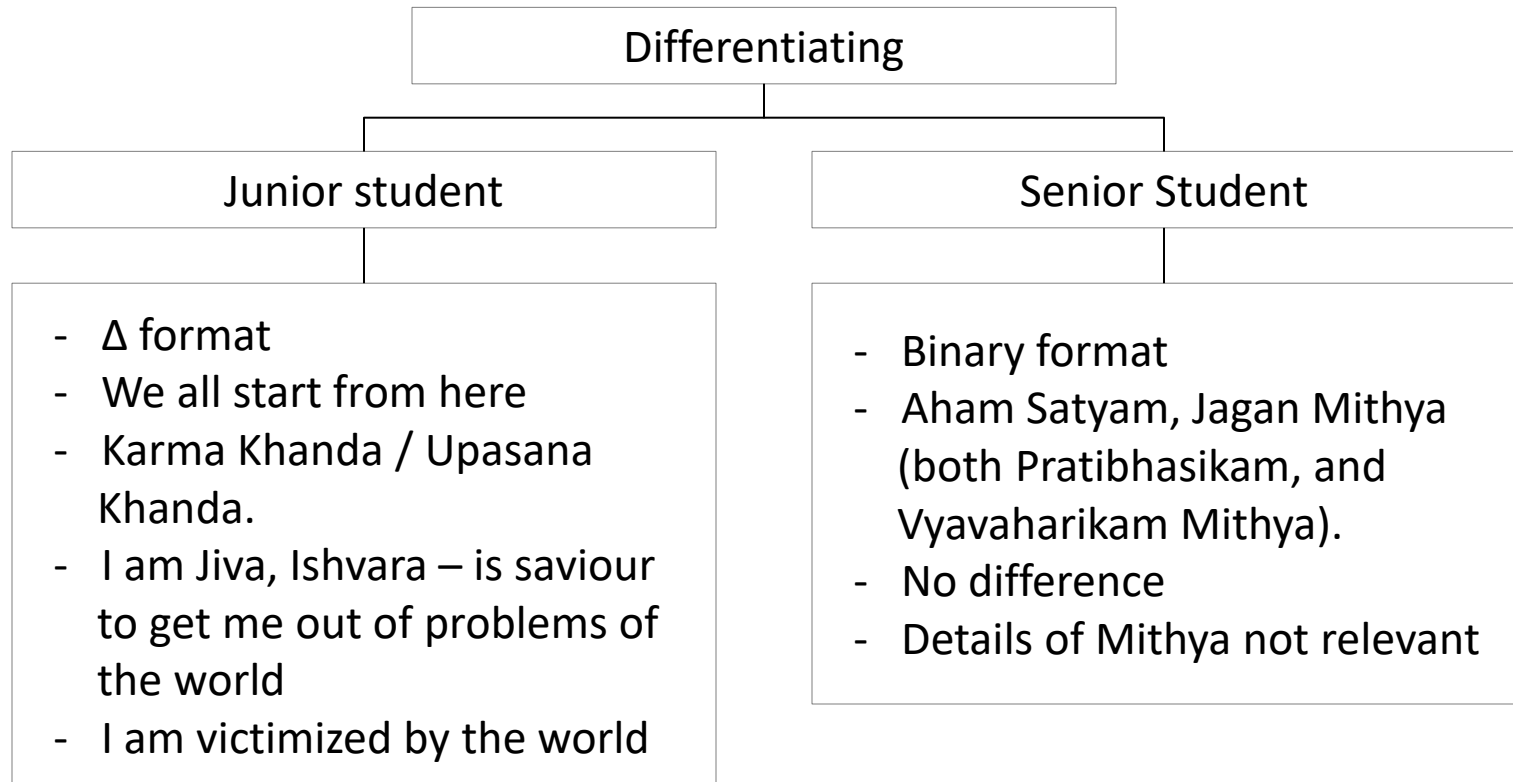 Differentiating
Junior student
- Δ format
- We all start from here
- Karma Khanda / Upasana
Khanda.
- I am Jiva, Ishvara – is saviour
to get me out of problems of
the world
- I am victimized by the world
Senior Student
- Binary format
- Aham Satyam, Jagan Mithya
(both Pratibhasikam, and
Vyavaharikam Mithya).
- No difference
- Details of Mithya not relevant